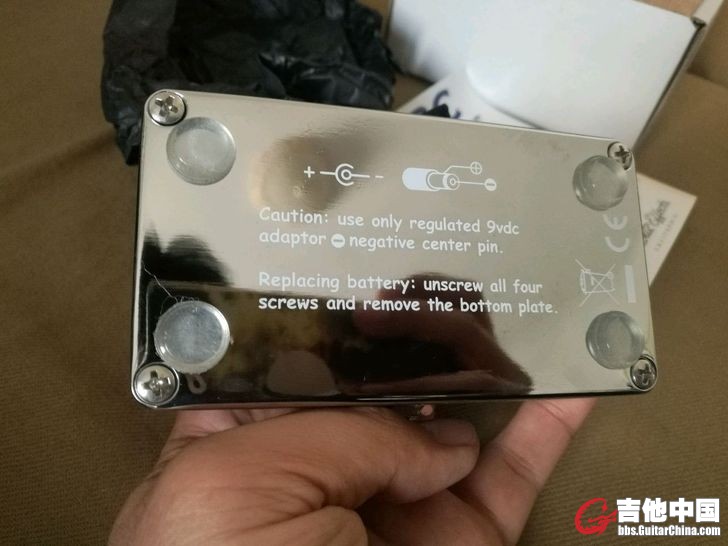 + -
Caution: use only regulated 9vdc
adaptor ⊖ negative center pin.
Replacing battery: unscrew all four
screws and remove the bottom plate.
CE
吉他中国
bbs.GuitarChina.com